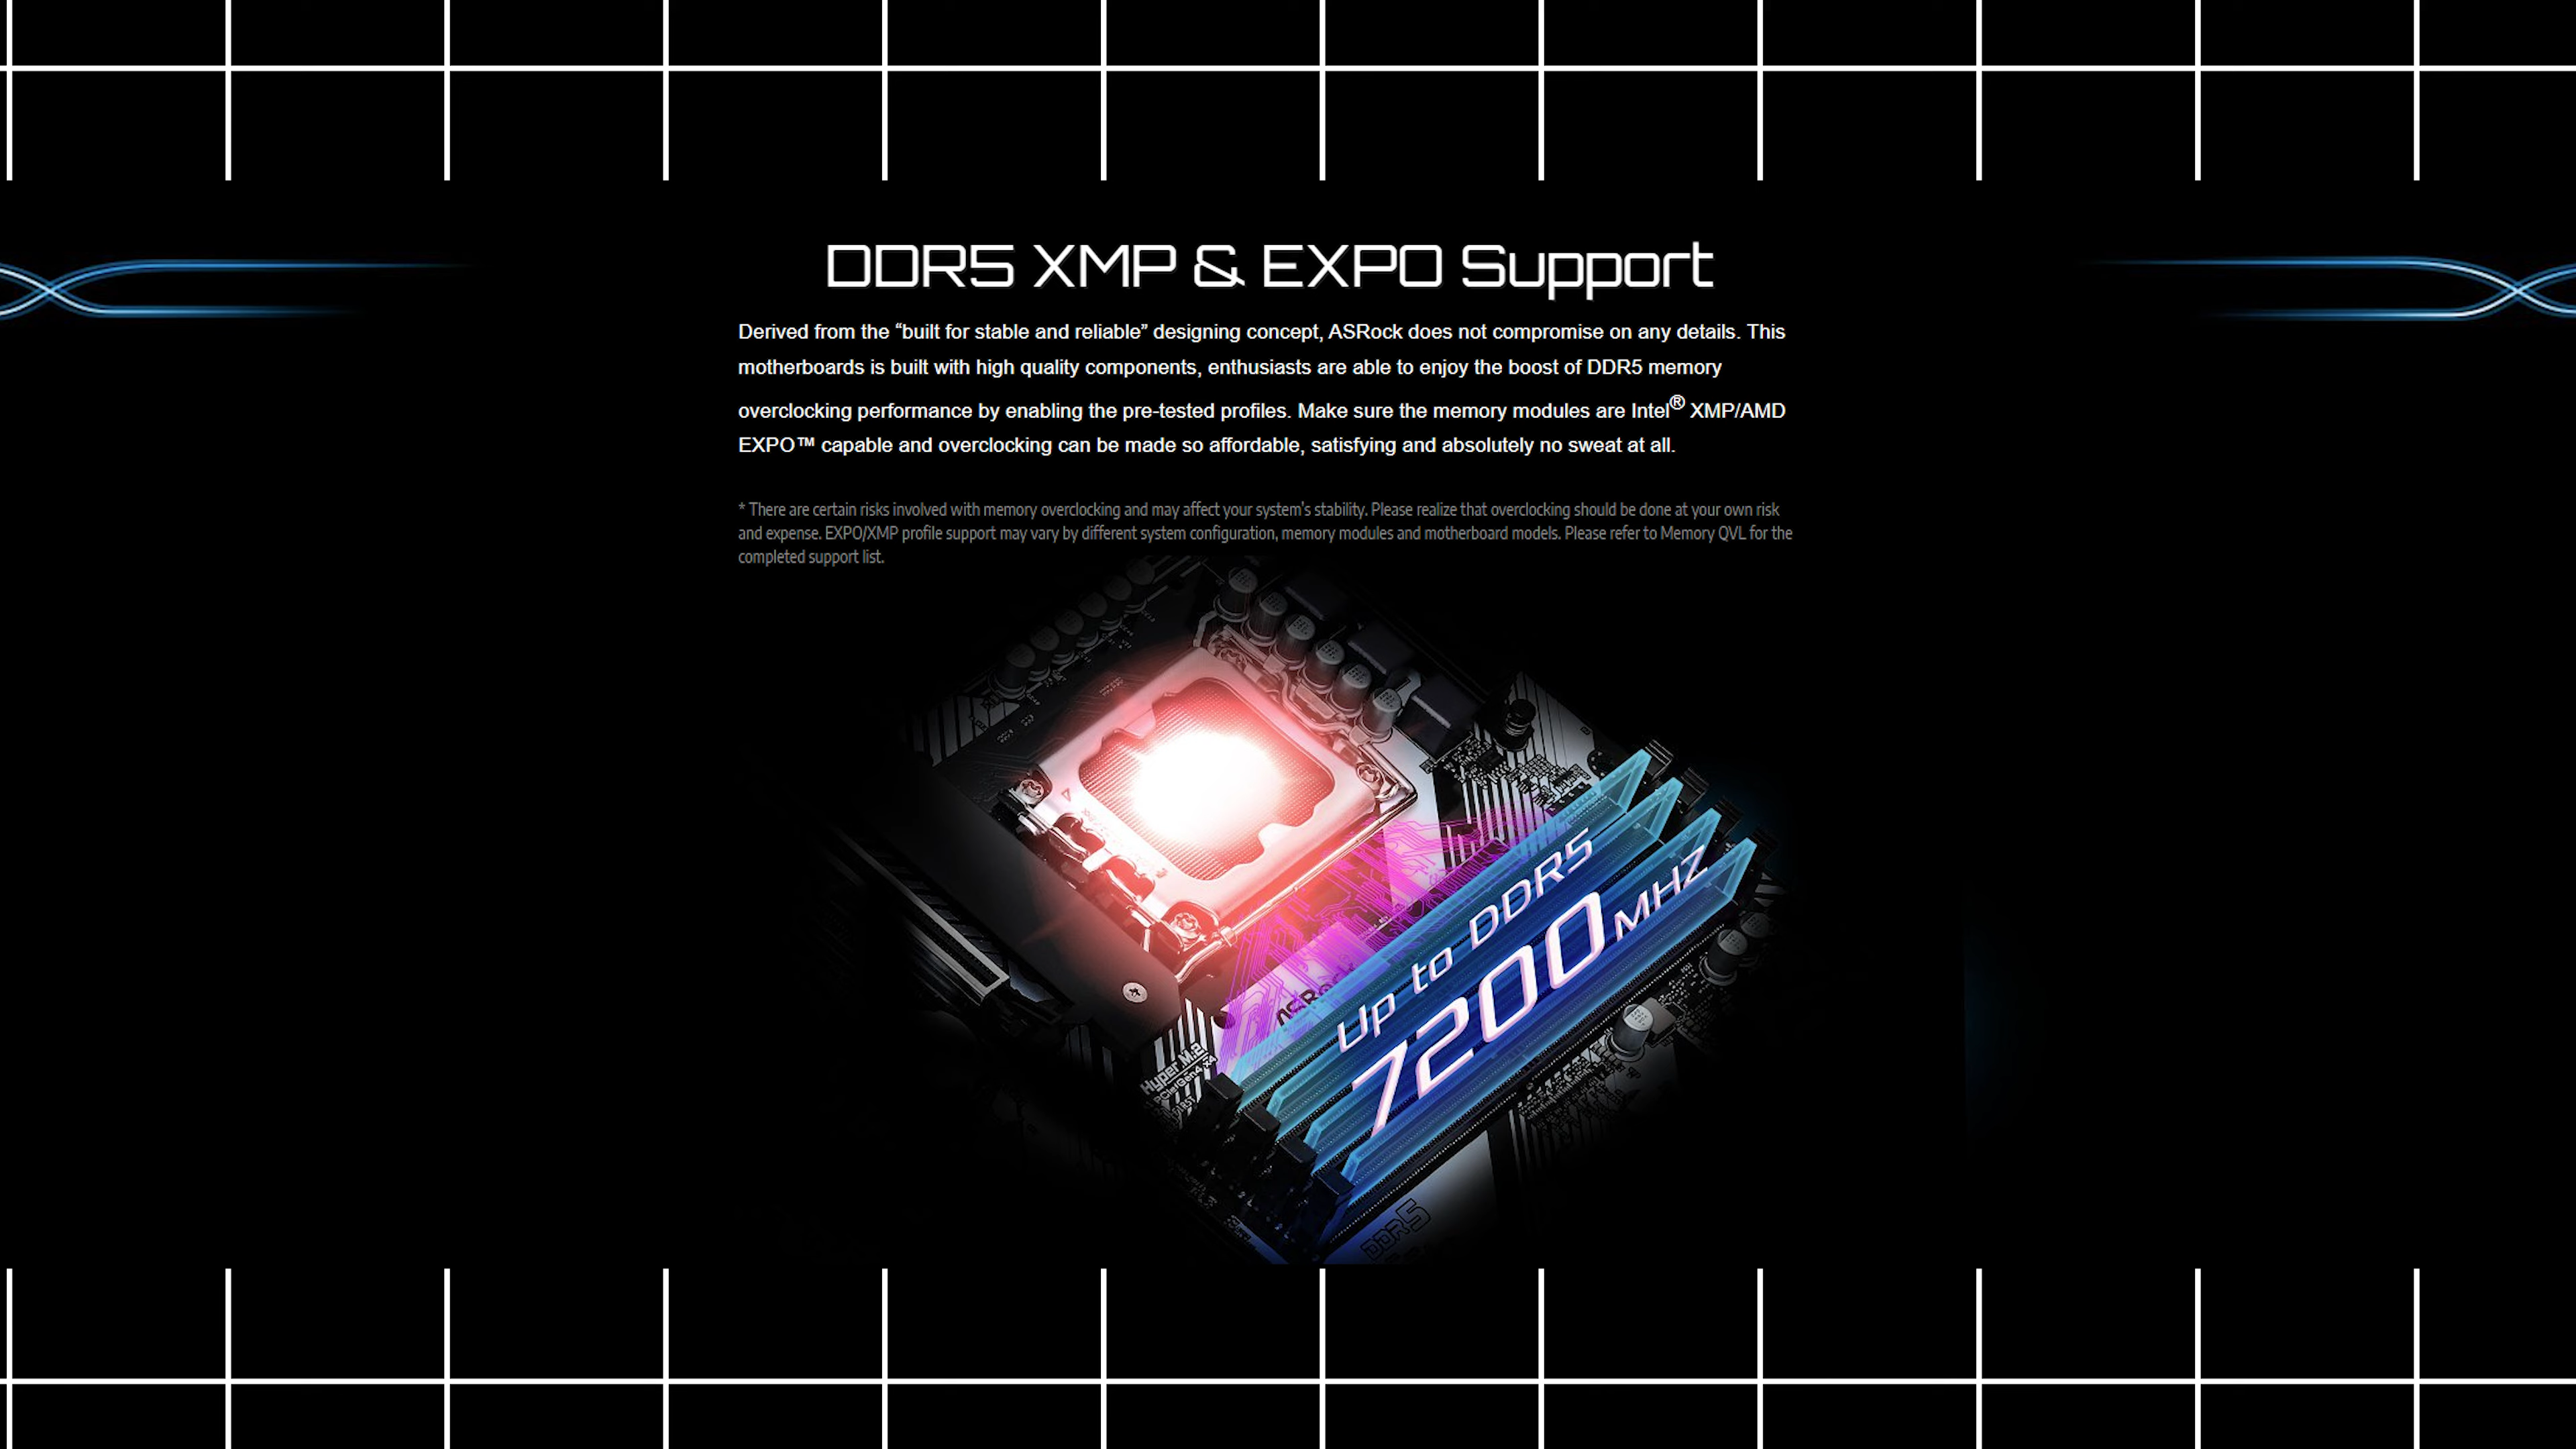 DDR5 XMP & EXPO Support
Derived from the “built for stable and reliable” designing concept, ASRock does not compromise on any details. This
motherboards is built with high quality components, enthusiasts are able to enjoy the boost of DDR5 memory
overclocking performance by enabling the pre-tested profiles. Make sure the memory modules are Intel® XMP/AMD
EXPO™ capable and overclocking can be made so affordable, satisfying and absolutely no sweat at all.
* There are certain risks involved with memory overclocking and may affect your system's stability. Please realize that overclocking should be done at your own risk
and expense. EXPO/XMP profile support may vary by different system configuration, memory modules and motherboard models. Please refer to Memory QVL for the
completed support list.
Up to DDR5
7200MHZ
ASRock
Hyper M.2
PCIe Gen4 x4
DDR5